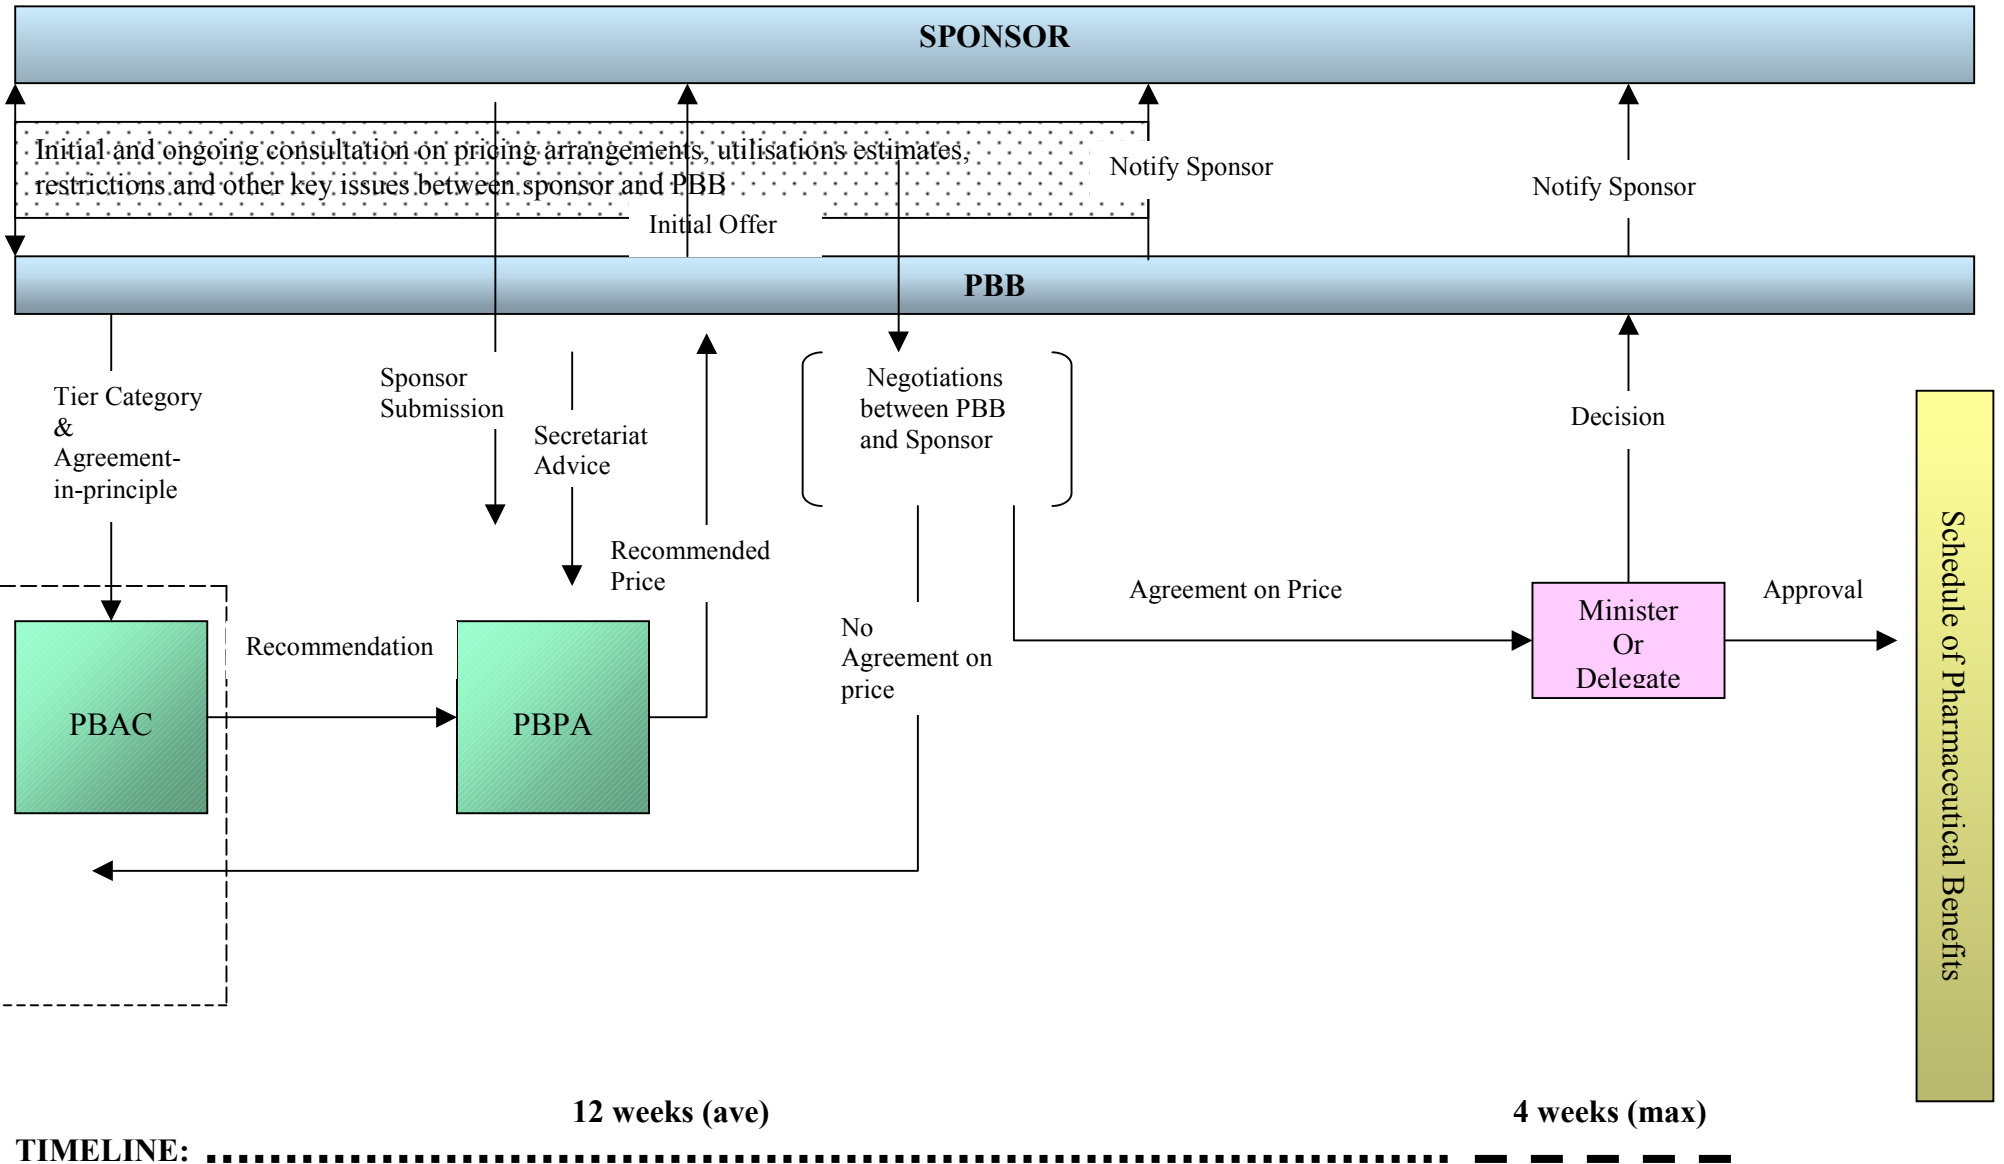 SPONSOR
Initial and ongoing consultation on pricing arrangements, utilisations estimates,
restrictions and other key issues between sponsor and PBB
Notify Sponsor
Notify Sponsor
Initial Offer
PBB
Tier Category
&
Agreement-
in-principle
Sponsor
Submission
Secretariat
Advice
Recommended
Price
Negotiations
between PBB
and Sponsor
Decision
Recommendation
No
Agreement on
price
Agreement on Price
Minister
Or
Delegate
Approval
PBAC
PBPA
Schedule of Pharmaceutical Benefits
12 weeks (ave)
4 weeks (max)
TIMELINE: